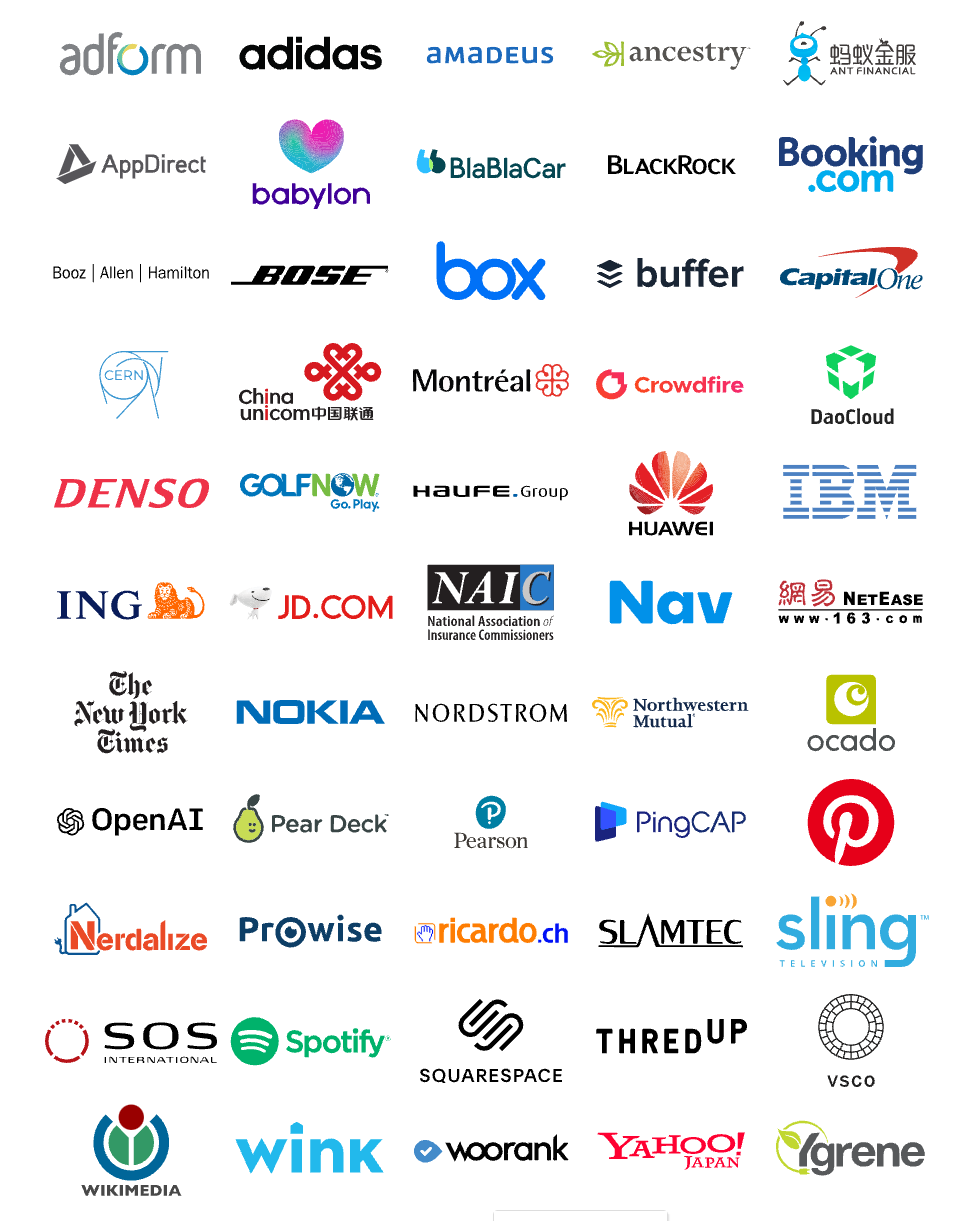 adform
adidas
amadeus
ancestry
蚂蚁金服
ANT FINANCIAL
AppDirect
babylon
BlaBlaCar
BLACKROCK
Booking
.com
Booz | Allen | Hamilton
BOSE
box
buffer
Capital One
CERN
China
unicom中国联通
Montréal
Crowdfire
DaoCloud
DENSO
GOLFNOW
Go. Play.
HAUFE.Group
HUAWEI
IBM
ING
JD.COM
NAIC
National Association of
Insurance Commissioners
Nav
網易 NETEASE
www.163.com
The
New York
Times
NOKIA
NORDSTROM
Northwestern
Mutual
ocado
OpenAI
Pear Deck™
P
Pearson
PingCAP
Nerdalize
Prowise
ricardo.ch
SLAMTEC
sling™
TELEVISION
SOS
INTERNATIONAL
Spotify®
SQUARESPACE
THREDUP
VSCO
WIKIMEDIA
wink
woorank
YAHOO!
JAPAN
Ygrene